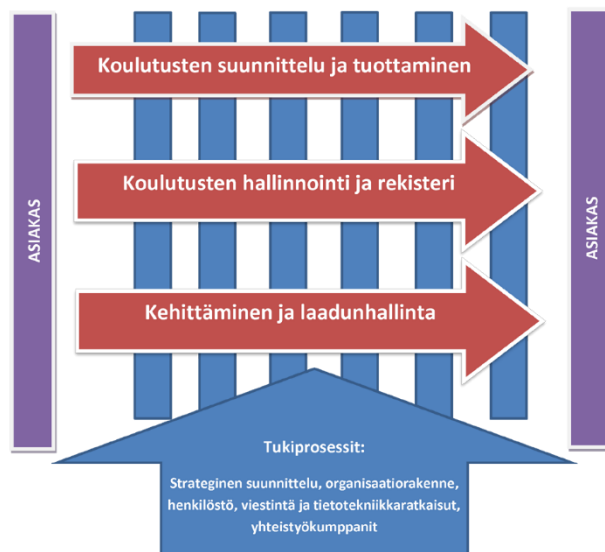 ASIAKAS
Koulutusten suunnittelu ja tuottaminen
Koulutusten hallinnointi ja rekisteri
Kehittäminen ja laadunhallinta
ASIAKAS
Tukiprosessit:
Strateginen suunnittelu, organisaatiorakenne,
henkilöstö, viestintä ja tietotekniikkaratkaisut,
yhteistyökumppanit